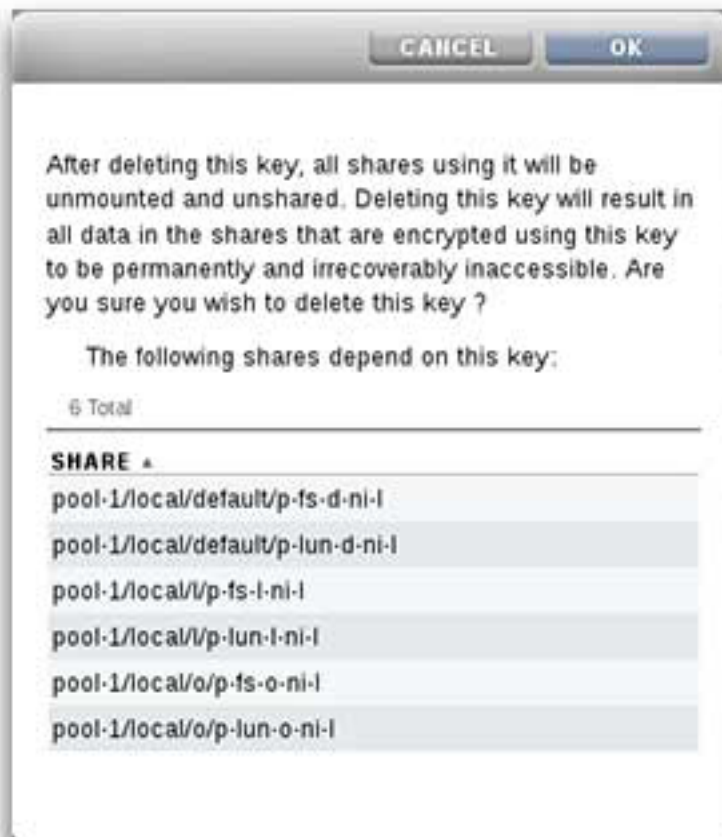 CANCEL OK
After deleting this key, all shares using it will be
unmounted and unshared. Deleting this key will result in
all data in the shares that are encrypted using this key
to be permanently and irrecoverably inaccessible. Are
you sure you wish to delete this key ?
The following shares depend on this key:
6 Total
SHARE ▲
pool-1/local/default/p-fs-d-ni-l
pool-1/local/default/p-lun-d-ni-l
pool-1/local/l/p-fs-l-ni-l
pool-1/local/l/p-lun-l-ni-l
pool-1/local/o/p-fs-o-ni-l
pool-1/local/o/p-lun-o-ni-l